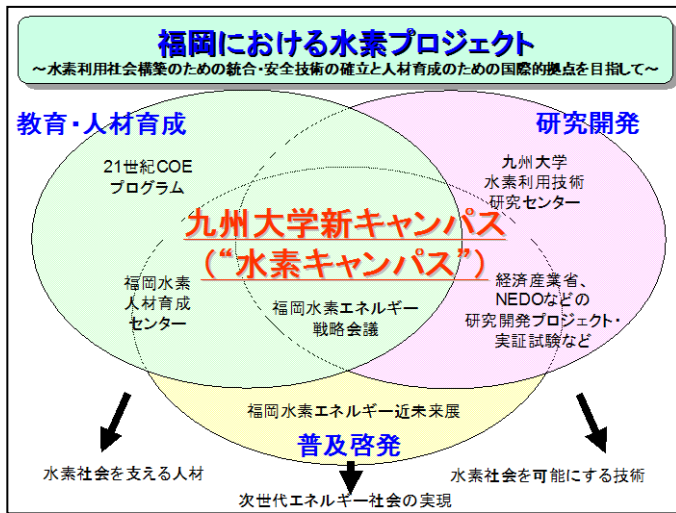 福岡における水素プロジェクト
～水素利用社会構築のための統合・安全技術の確立と人材育成のための国際的拠点を目指して～
教育・人材育成
研究開発
21世紀COE
プログラム
九州大学
水素利用技術
研究センター
九州大学新キャンパス
(“水素キャンパス”)
福岡水素
人材育成
センター
福岡水素エネルギー
戦略会議
経済産業省、
NEDOなどの
研究開発プロジェクト・
実証試験など
福岡水素エネルギー近未来展
普及啓発
水素社会を支える人材
次世代エネルギー社会の実現
水素社会を可能にする技術